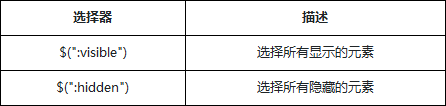 选择器 描述
$(":visible") 选择所有显示的元素
$(":hidden") 选择所有隐藏的元素